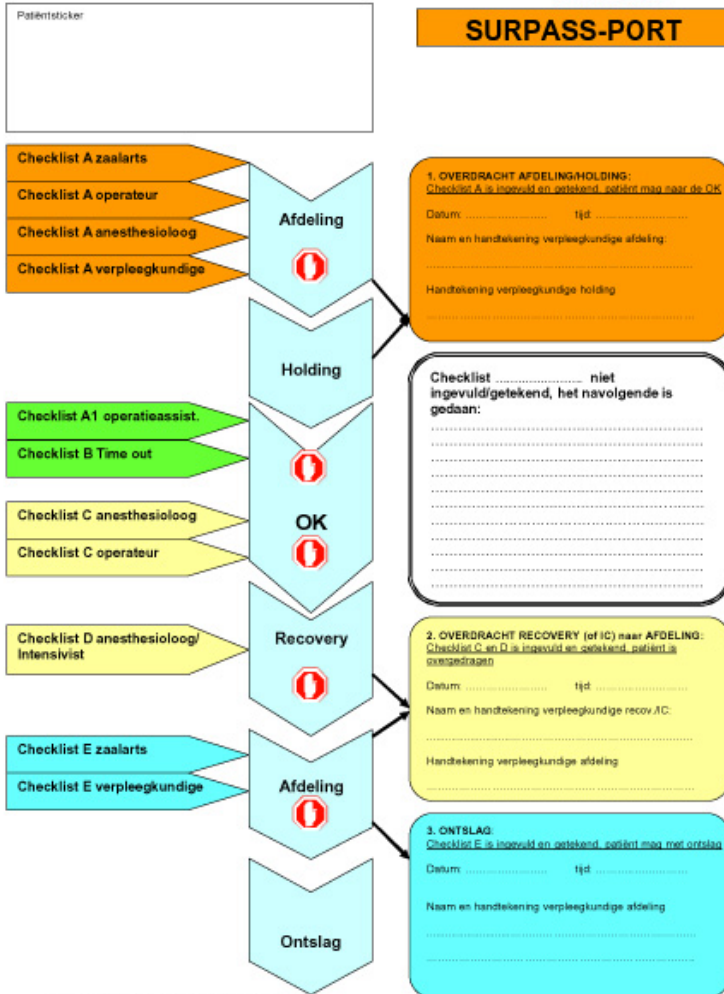 Patiëntsticker
SURPASS-PORT
Checklist A zaalarts
Checklist A operateur
Checklist A anesthesioloog
Checklist A verpleegkundige
Afdeling
Holding
1. OVERDRACHT AFDELING/HOLDING:
Checklist A is ingevuld en getekend, patiënt mag naar de OK
Datum: ........................ tijd: ...........................
Naam en handtekening verpleegkundige afdeling:
................................................................................
Handtekening verpleegkundige holding
................................................................................
Checklist ........................ niet
ingevuld/getekend, het navolgende is
gedaan:
................................................................................
................................................................................
................................................................................
................................................................................
................................................................................
................................................................................
................................................................................
................................................................................
................................................................................
................................................................................
................................................................................
Checklist A1 operatieassist.
Checklist B Time out
Checklist C anesthesioloog
Checklist C operateur
OK
Checklist D anesthesioloog/
Intensivist
Recovery
2. OVERDRACHT RECOVERY (of IC) naar AFDELING:
Checklist C en D is ingevuld en getekend, patiënt is
overgedragen
Datum: ........................ tijd: ...........................
Naam en handtekening verpleegkundige recov./IC:
................................................................................
Handtekening verpleegkundige afdeling
................................................................................
Checklist E zaalarts
Checklist E verpleegkundige
Afdeling
Ontslag
3. ONTSLAG:
Checklist E is ingevuld en getekend, patiënt mag met ontslag
Datum: ........................ tijd: ...........................
Naam en handtekening verpleegkundige afdeling
................................................................................
................................................................................